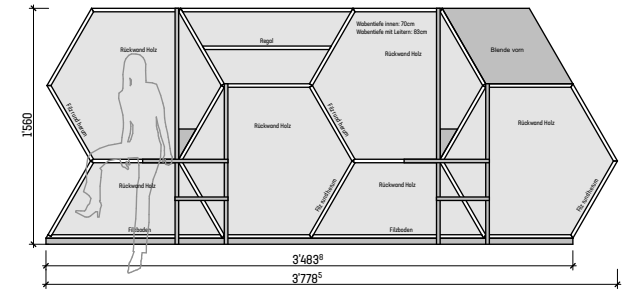 Wabentiefe innen: 70cm
Wabentiefe mit Leitern: 83cm
Rückwand Holz
Regal
Rückwand Holz
Blende vorn
Filz rund herum
Rückwand Holz
Filz rund herum
Rückwand Holz
1'560
Rückwand Holz
Filz rund herum
Rückwand Holz
Filz rund herum
Filzboden
Filzboden
3'483⁸
3'778⁵